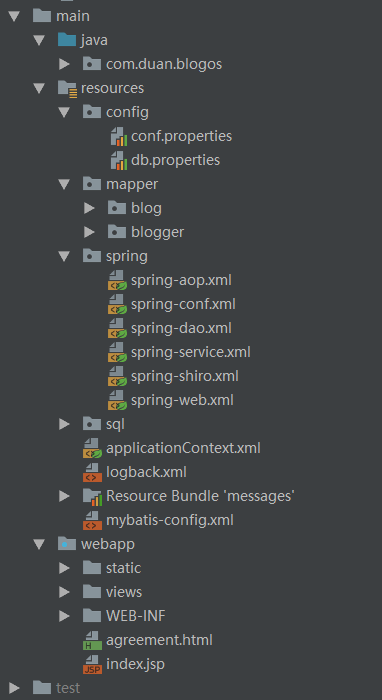 main
java
com.duan.blogos
resources
config
conf.properties
db.properties
mapper
blog
blogger
spring
spring-aop.xml
spring-conf.xml
spring-dao.xml
spring-service.xml
spring-shiro.xml
spring-web.xml
sql
applicationContext.xml
logback.xml
Resource Bundle 'messages'
mybatis-config.xml
webapp
static
views
WEB-INF
H agreement.html
JSP index.jsp
test